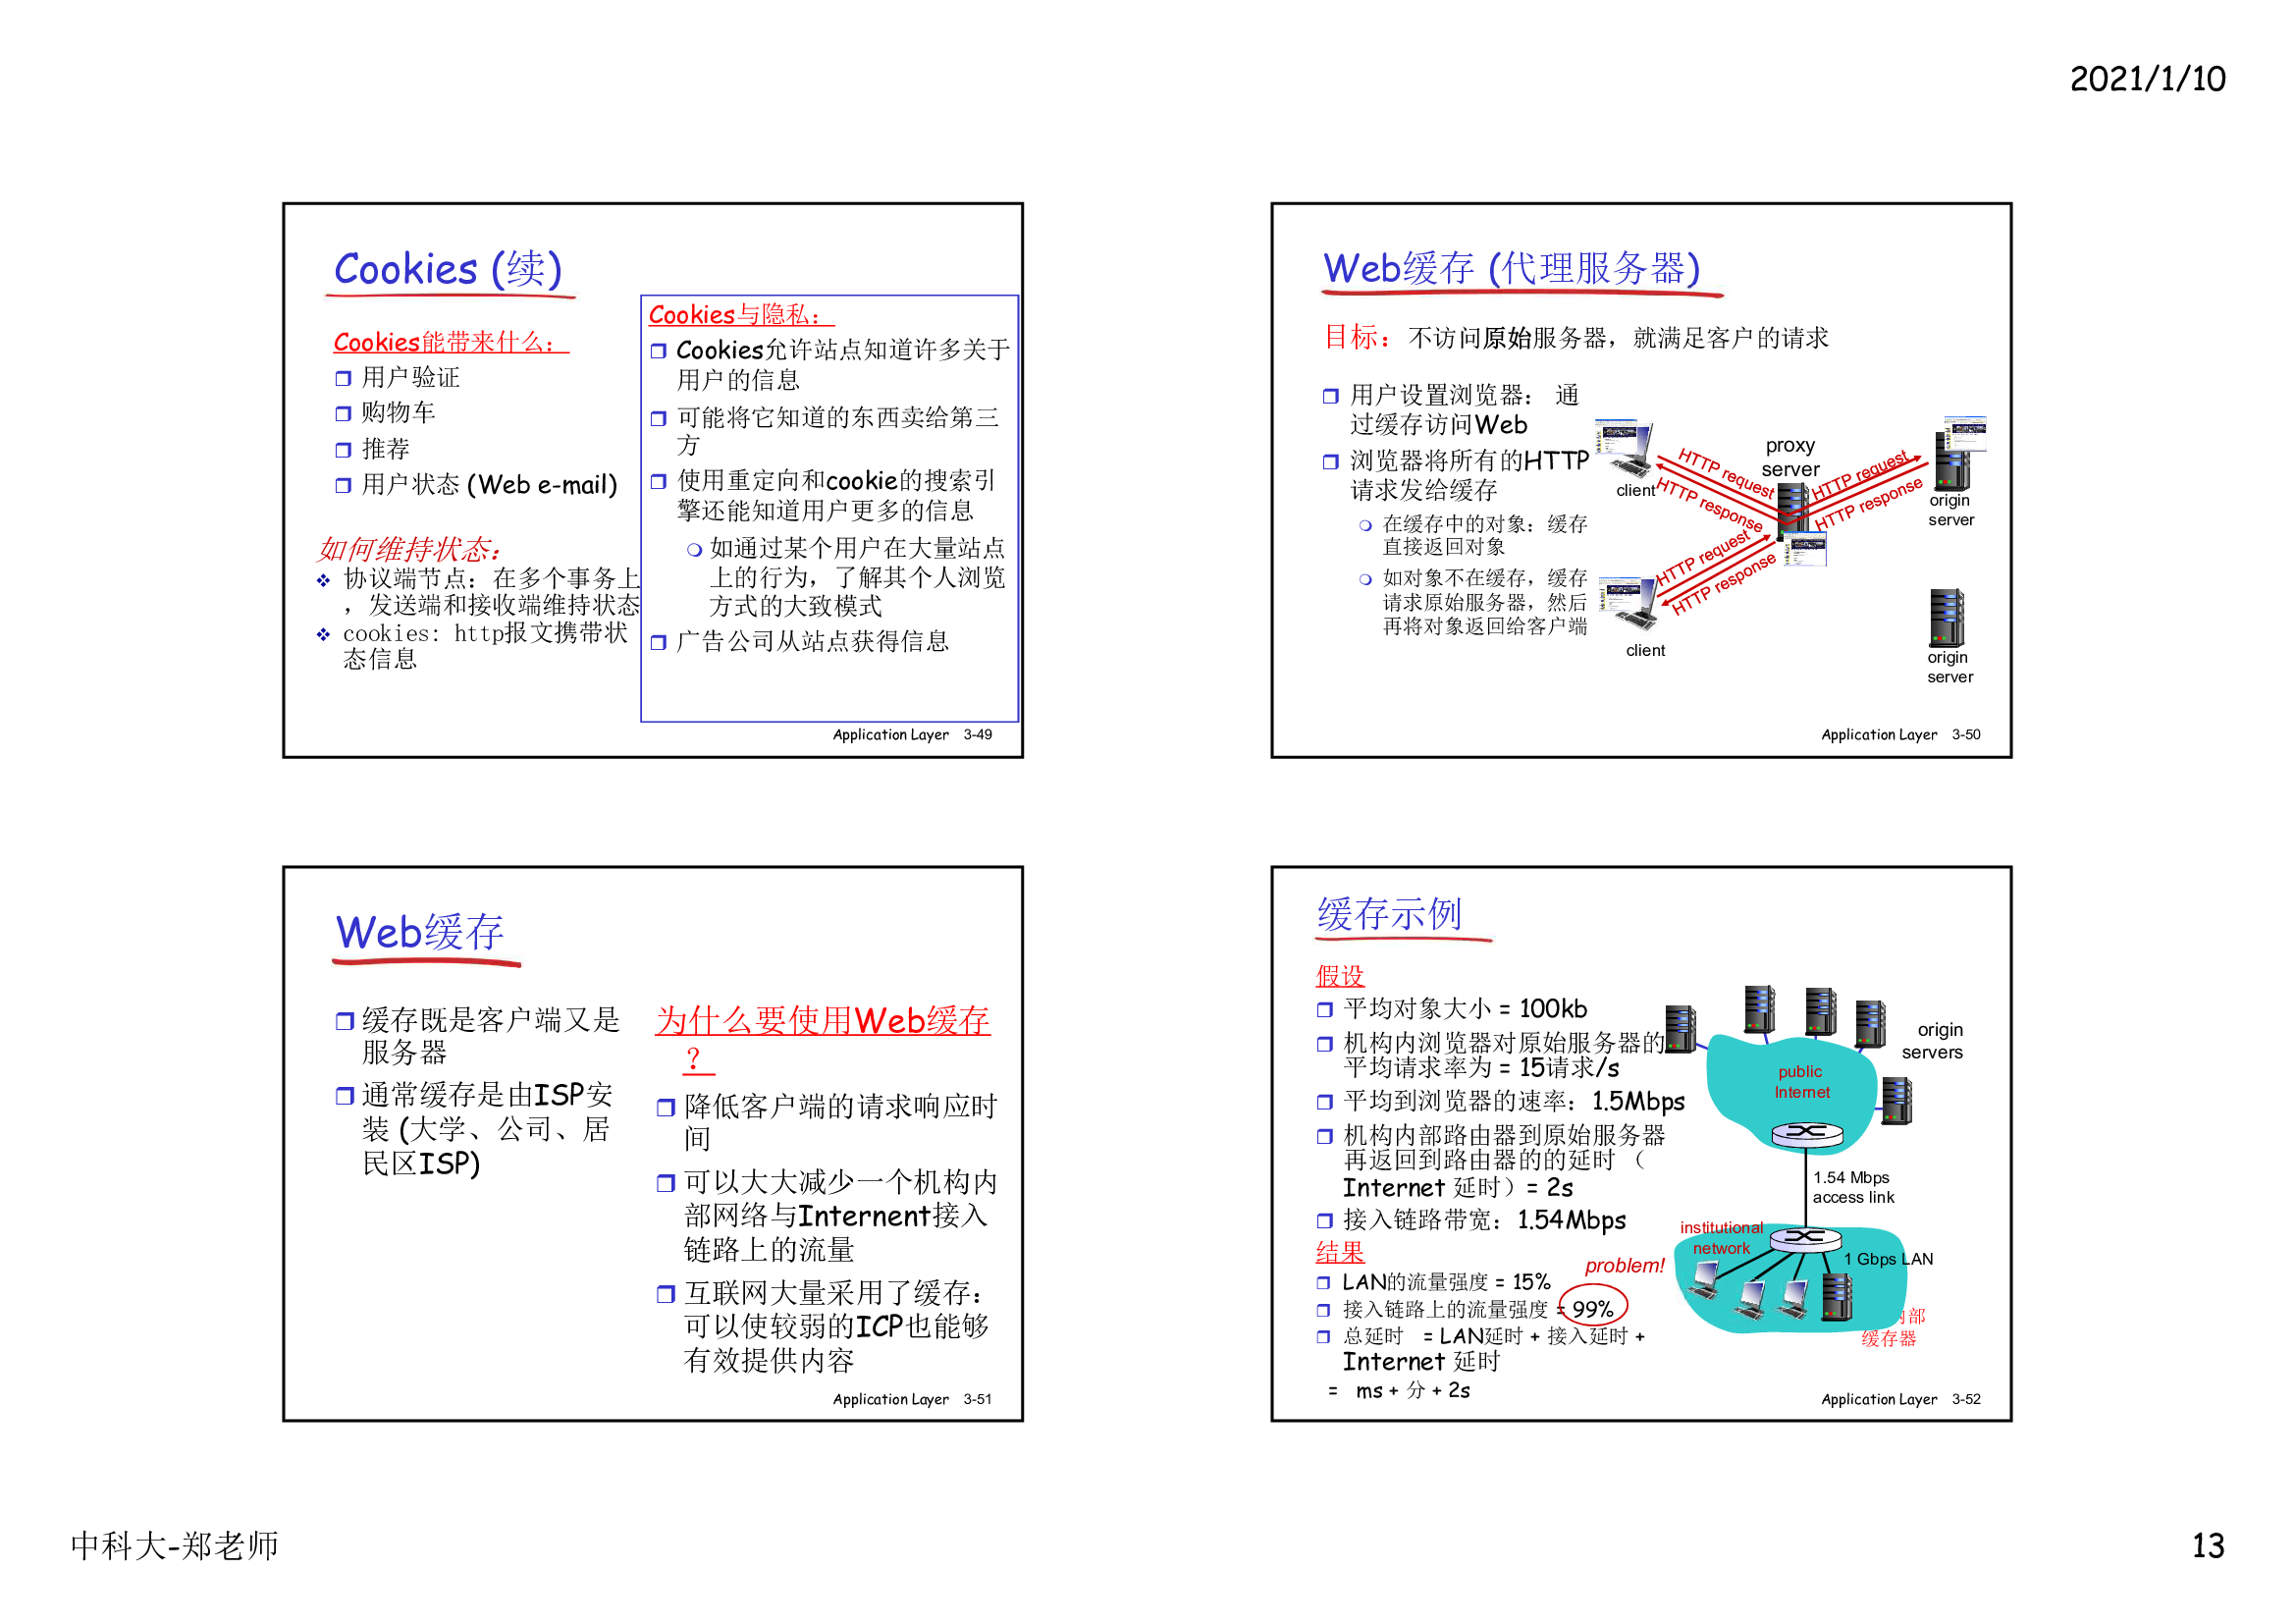 2021/1/10
Cookies (续)
Cookies能带来什么：
用户验证
购物车
推荐
用户状态 (Web e-mail)
如何维持状态：
协议端节点：在多个事务上
，发送端和接收端维持状态
cookies: http报文携带状
态信息
Cookies与隐私：
Cookies允许站点知道许多关于
用户的信息
可能将它知道的东西卖给第三
方
使用重定向和cookie的搜索引
擎还能知道用户更多的信息
如通过某个用户在大量站点
上的行为，了解其个人浏览
方式的大致模式
广告公司从站点获得信息
Application Layer 3-49
Web缓存 (代理服务器)
目标：不访问原始服务器，就满足客户的请求
用户设置浏览器： 通
过缓存访问Web
浏览器将所有的HTTP
请求发给缓存
在缓存中的对象：缓存
直接返回对象
如对象不在缓存，缓存
请求原始服务器，然后
再将对象返回给客户端
proxy
server
client
HTTP request
HTTP response
HTTP request
HTTP response
origin
server
HTTP request
HTTP response
client
origin
server
Application Layer 3-50
Web缓存
缓存既是客户端又是
服务器
通常缓存是由ISP安
装 (大学、公司、居
民区ISP)
为什么要使用Web缓存
？
降低客户端的请求响应时
间
可以大大减少一个机构内
部网络与Internent接入
链路上的流量
互联网大量采用了缓存：
可以使较弱的ICP也能够
有效提供内容
Application Layer 3-51
缓存示例
假设
平均对象大小 = 100kb
机构内浏览器对原始服务器的
平均请求率为 = 15请求/s
平均到浏览器的速率：1.5Mbps
机构内部路由器到原始服务器
再返回到路由器的的延时 （
Internet 延时）= 2s
接入链路带宽：1.54Mbps
结果
LAN的流量强度 = 15%
接入链路上的流量强度 = 99%
总延时 = LAN延时 + 接入延时 +
Internet 延时
= ms + 分 + 2s
problem!
origin
servers
public
Internet
1.54 Mbps
access link
institutional
network
1 Gbps LAN
内部
缓存器
Application Layer 3-52
中科大-郑老师
13